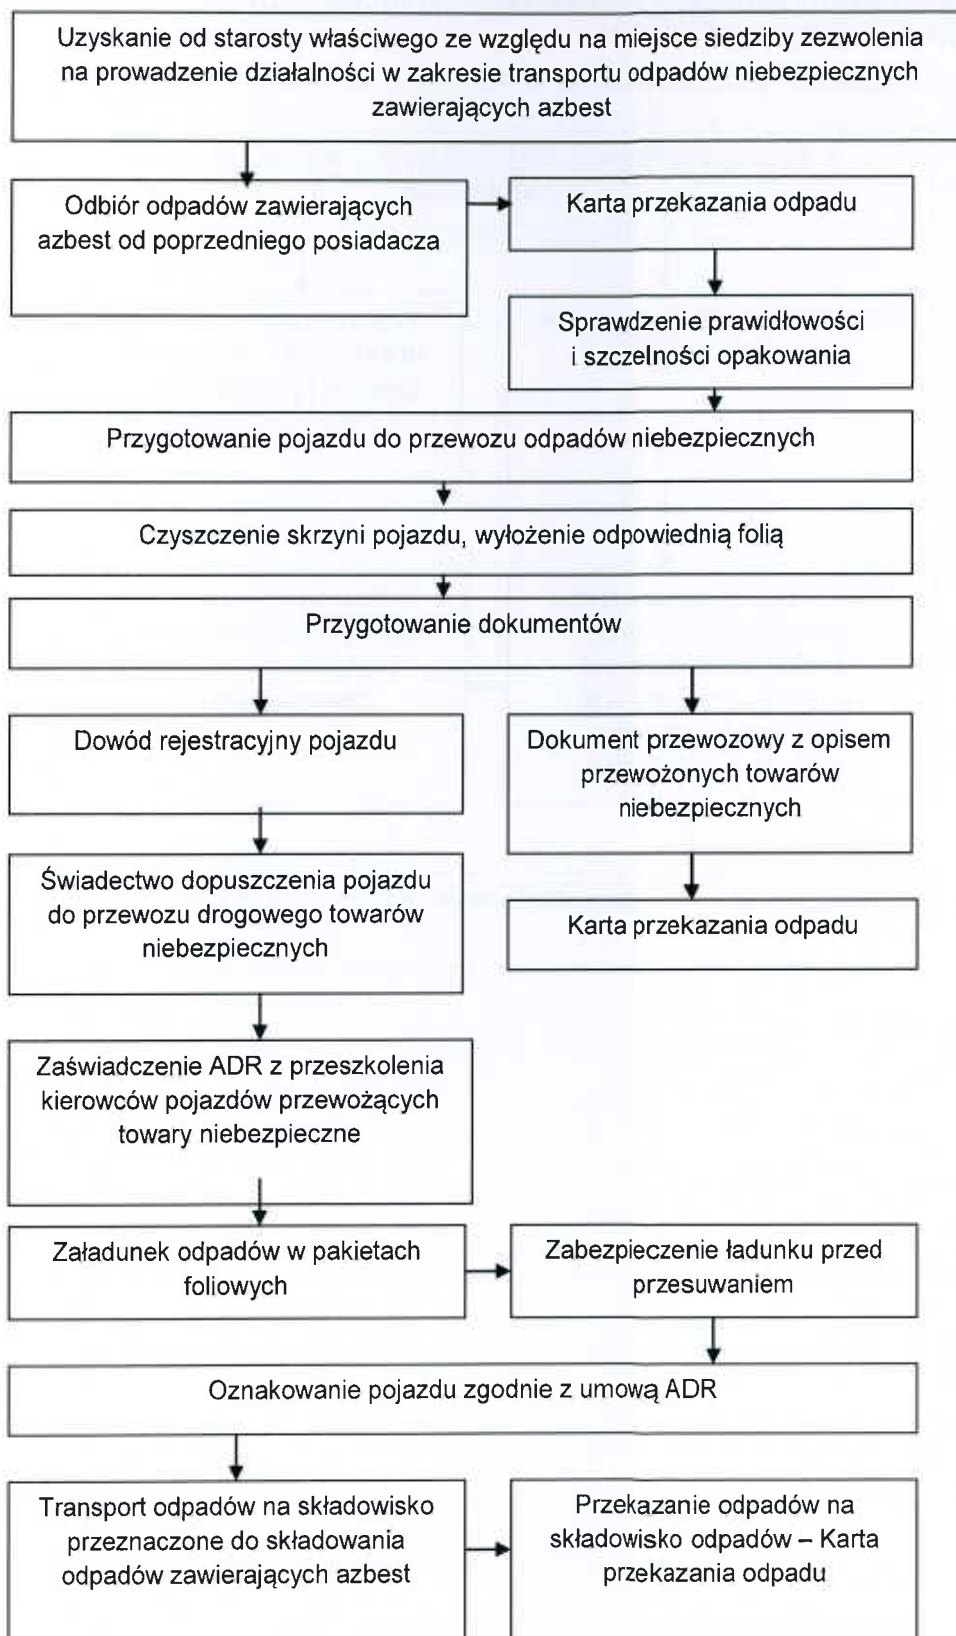 Uzyskanie od starosty właściwego ze względu na miejsce siedziby zezwolenia
na prowadzenie działalności w zakresie transportu odpadów niebezpiecznych
zawierających azbest
Odbiór odpadów zawierających
azbest od poprzedniego posiadacza
Karta przekazania odpadu
Sprawdzenie prawidłowości
i szczelności opakowania
Przygotowanie pojazdu do przewozu odpadów niebezpiecznych
Czyszczenie skrzyni pojazdu, wyłożenie odpowiednią folią
Przygotowanie dokumentów
Dowód rejestracyjny pojazdu
Dokument przewozowy z opisem
przewożonych towarów
niebezpiecznych
Świadectwo dopuszczenia pojazdu
do przewozu drogowego towarów
niebezpiecznych
Karta przekazania odpadu
Zaświadczenie ADR z przeszkolenia
kierowców pojazdów przewożących
towary niebezpieczne
Załadunek odpadów w pakietach
foliowych
Zabezpieczenie ładunku przed
przesuwaniem
Oznakowanie pojazdu zgodnie z umową ADR
Transport odpadów na składowisko
przeznaczone do składowania
odpadów zawierających azbest
Przekazanie odpadów na
składowisko odpadów – Karta
przekazania odpadu